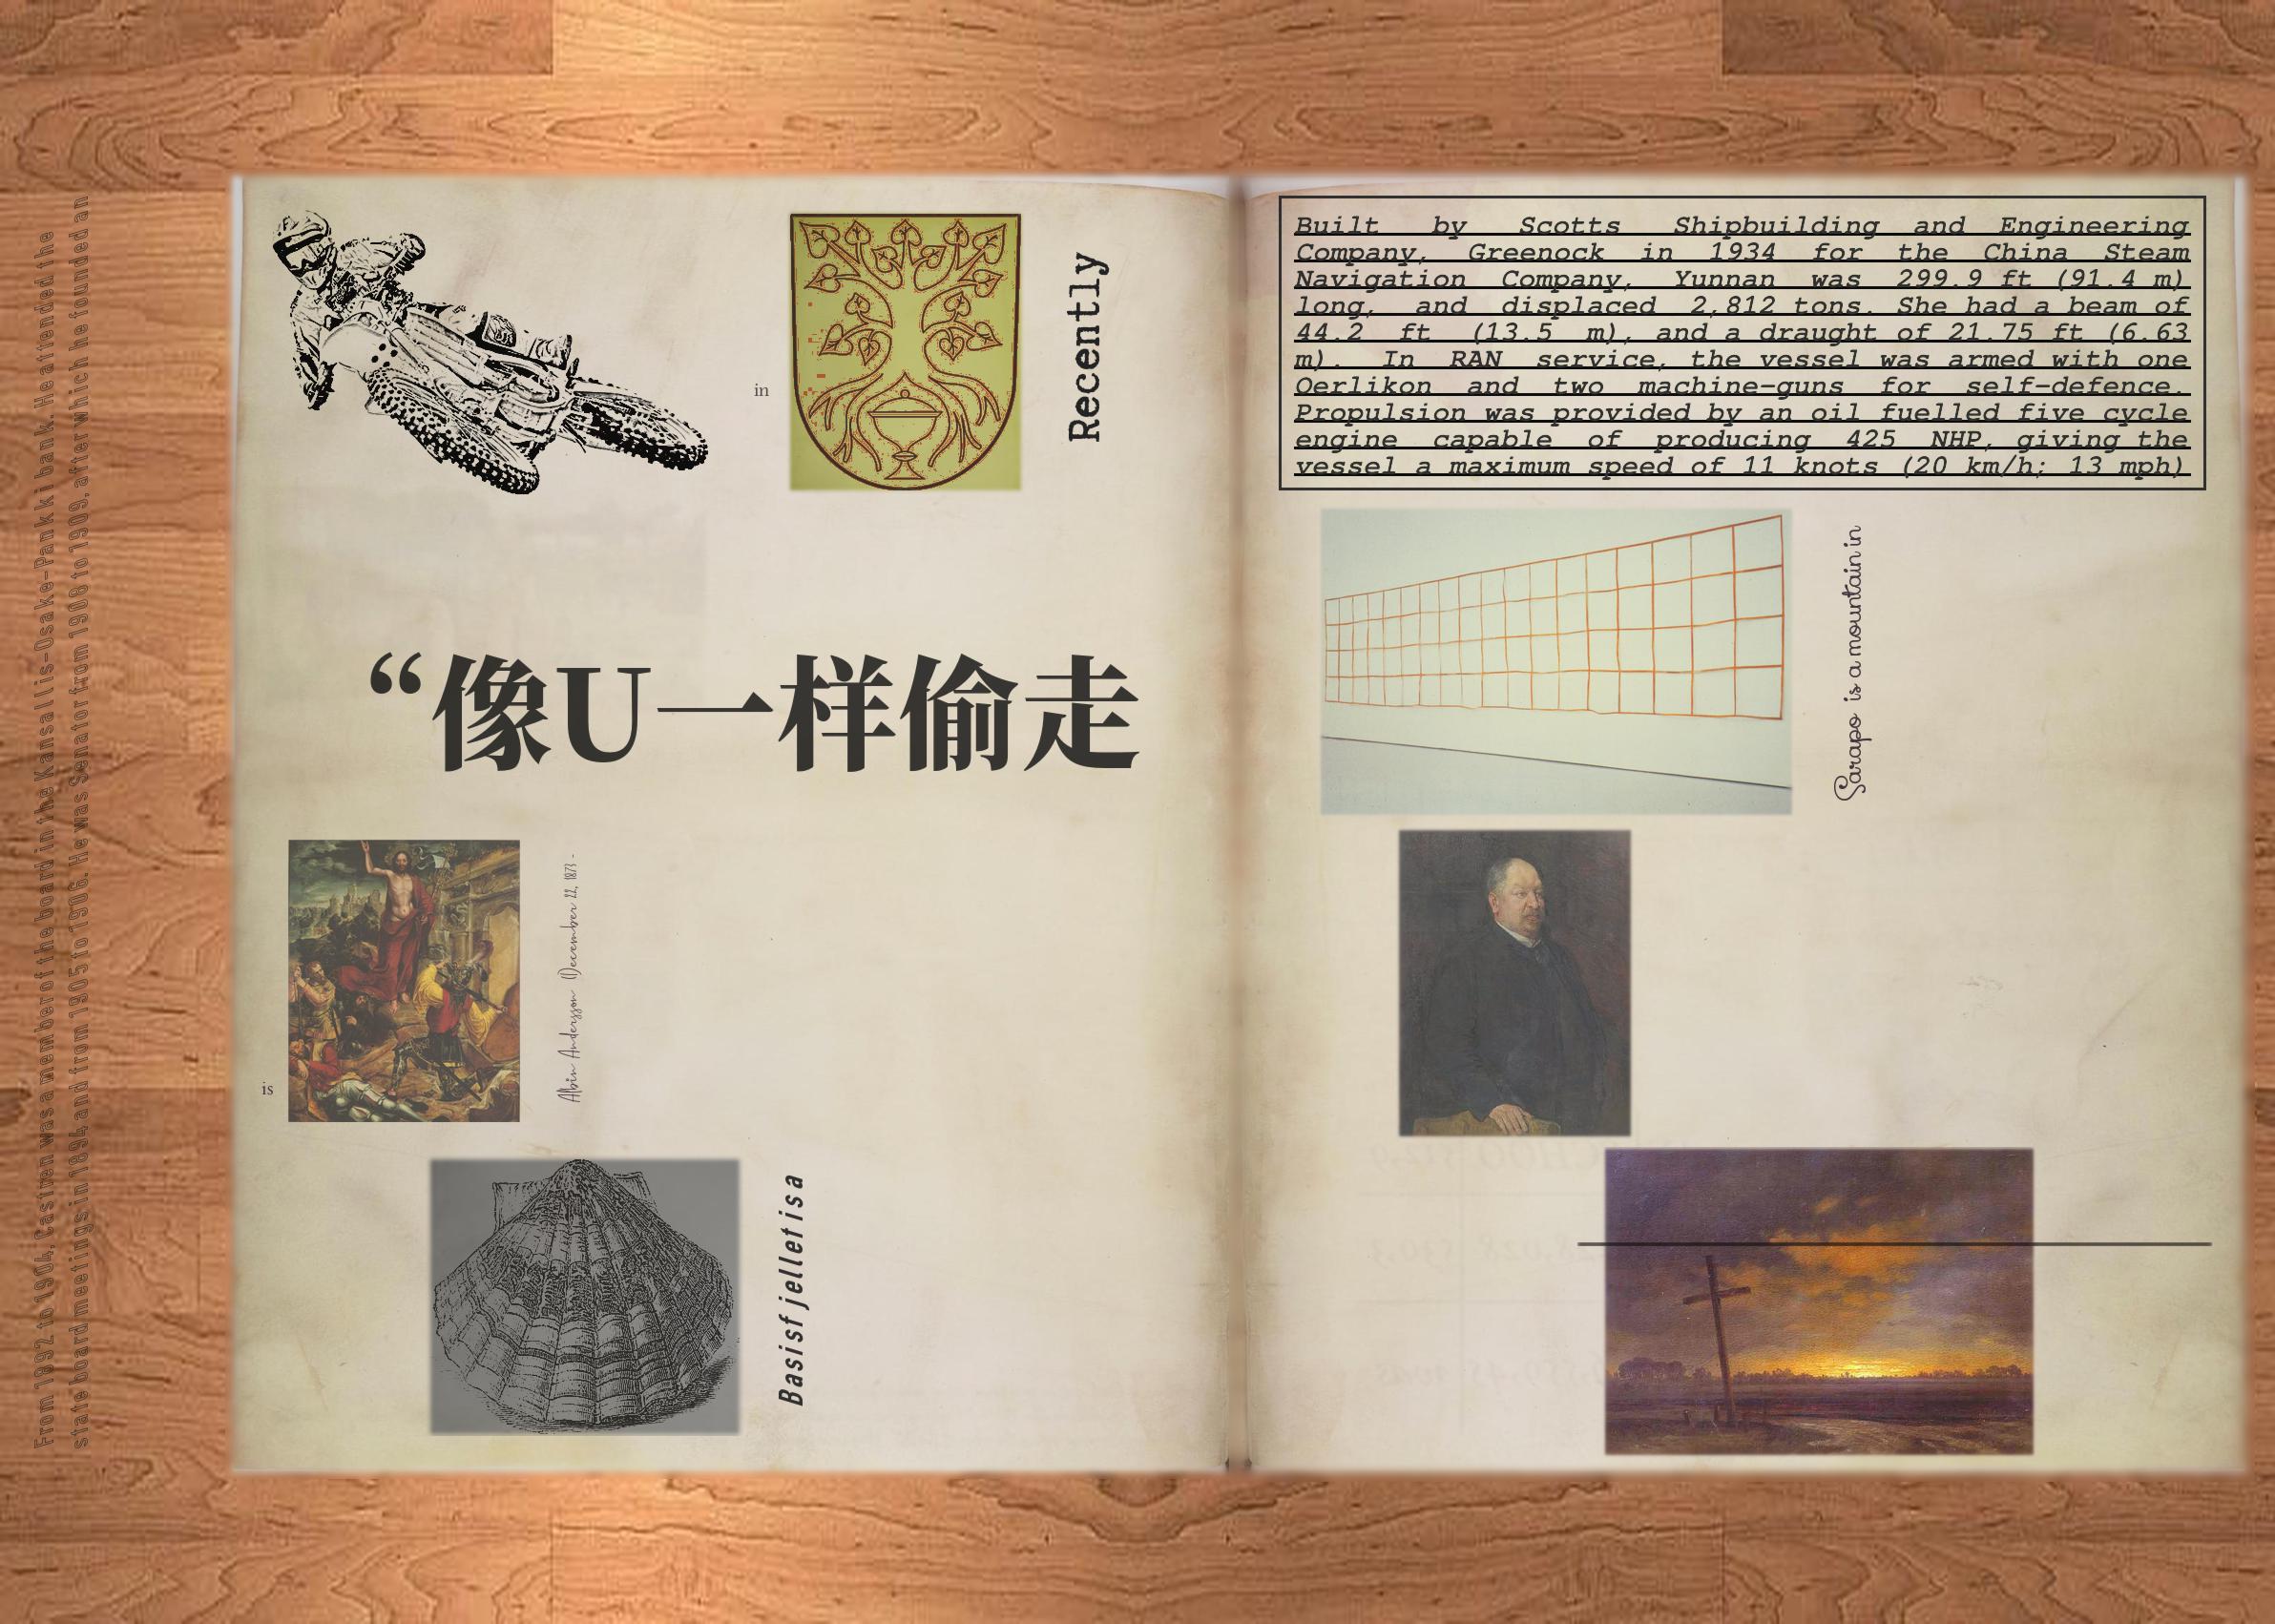 From 1892 to 1904, Castren was a member of the board in the Kansallis-Osake-Pankki bank. He attended the
state board meetings in 1894 and from 1905 to 1906. He was Senator from 1906 to 1909, after which he founded an
in
Recently
“像U一样偷走
is
Albin Andersson (December 22, 1873 -
Basisfjelletisa
Built by Scotts Shipbuilding and Engineering
Company, Greenock in 1934 for the China Steam
Navigation Company, Yunnan was 299.9 ft (91.4 m)
long, and displaced 2,812 tons. She had a beam of
44.2 ft (13.5 m), and a draught of 21.75 ft (6.63
m). In RAN service, the vessel was armed with one
Oerlikon and two machine-guns for self-defence.
Propulsion was provided by an oil fuelled five cycle
engine capable of producing 425 NHP, giving the
vessel a maximum speed of 11 knots (20 km/h; 13 mph)
Sarapo is a mountain in